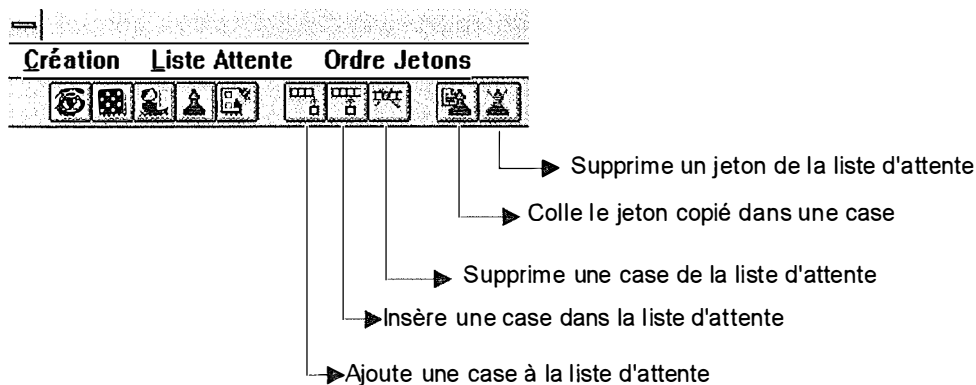 Création Liste Attente Ordre Jetons
Supprime un jeton de la liste d'attente
Colle le jeton copié dans une case
Supprime une case de la liste d'attente
Insère une case dans la liste d'attente
Ajoute une case à la liste d'attente